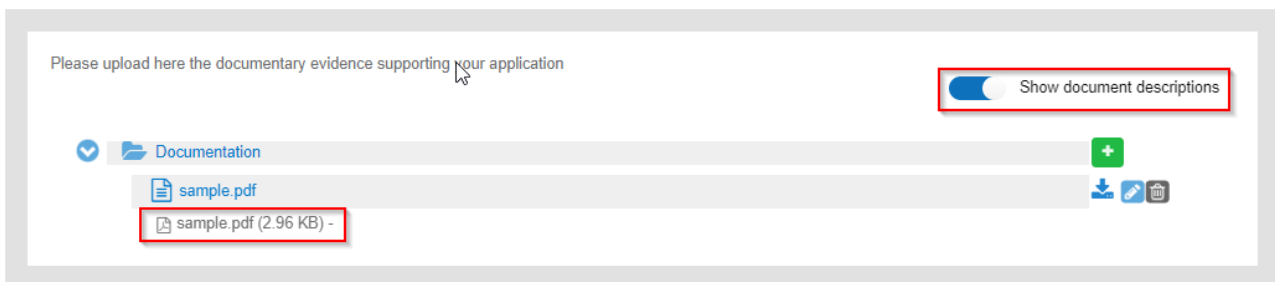 Please upload here the documentary evidence supporting your application
Show document descriptions
Documentation
sample.pdf
sample.pdf (2.96 KB) -